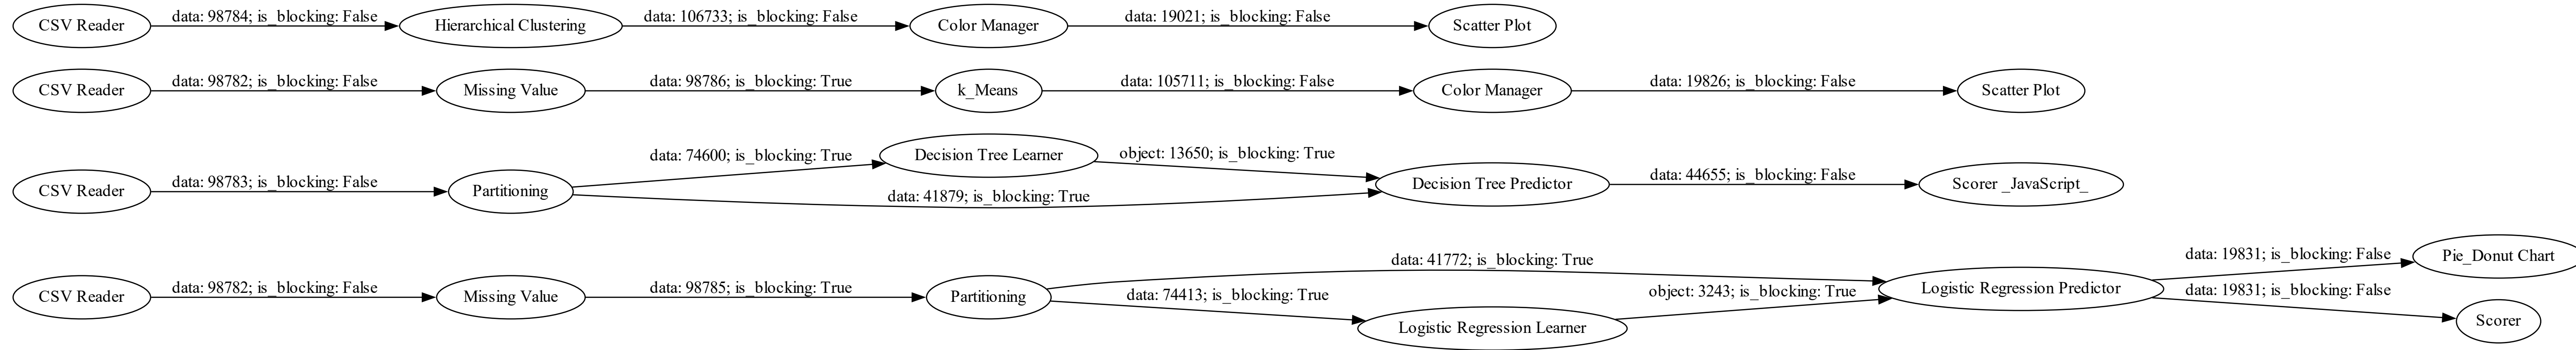 CSV Reader
data: 98784; is_blocking: False
Hierarchical Clustering
data: 106733; is_blocking: False
Color Manager
data: 19021; is_blocking: False
Scatter Plot
CSV Reader
data: 98782; is_blocking: False
Missing Value
data: 98786; is_blocking: True
k_Means
data: 105711; is_blocking: False
Color Manager
data: 19826; is_blocking: False
Scatter Plot
CSV Reader
data: 98783; is_blocking: False
Partitioning
data: 74600; is_blocking: True
Decision Tree Learner
object: 13650; is_blocking: True
data: 41879; is_blocking: True
Decision Tree Predictor
data: 44655; is_blocking: False
Scorer _JavaScript_
CSV Reader
data: 98782; is_blocking: False
Missing Value
data: 98785; is_blocking: True
Partitioning
data: 41772; is_blocking: True
data: 74413; is_blocking: True
Logistic Regression Learner
object: 3243; is_blocking: True
Logistic Regression Predictor
data: 19831; is_blocking: False
Pie_Donut Chart
data: 19831; is_blocking: False
Scorer